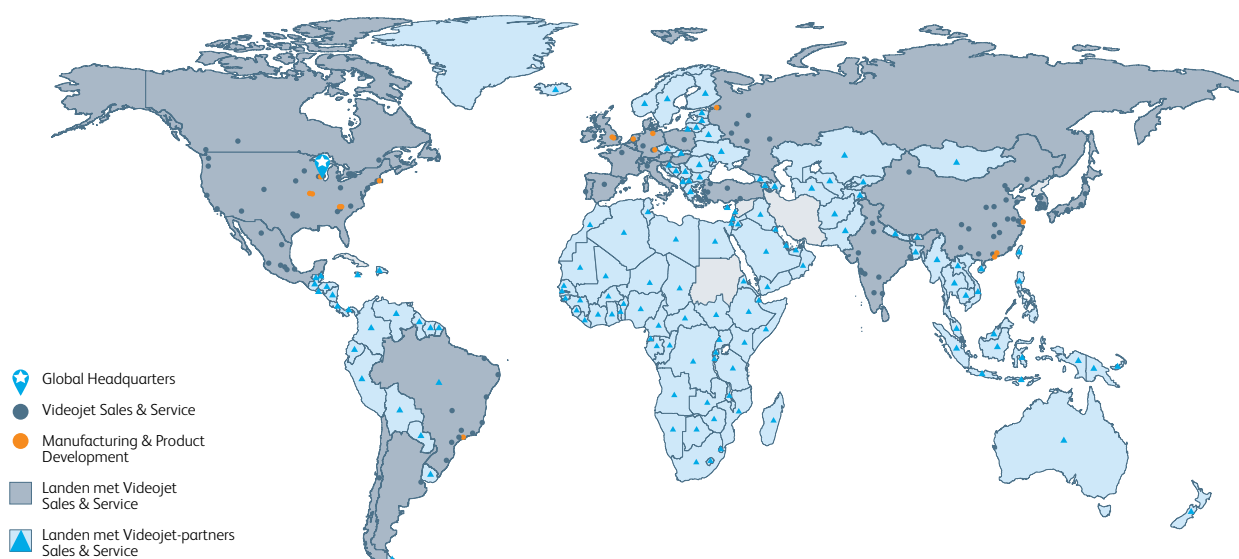 Global Headquarters
Videojet Sales & Service
Manufacturing & Product
Development
Landen met Videojet
Sales & Service
Landen met Videojet-partners
Sales & Service